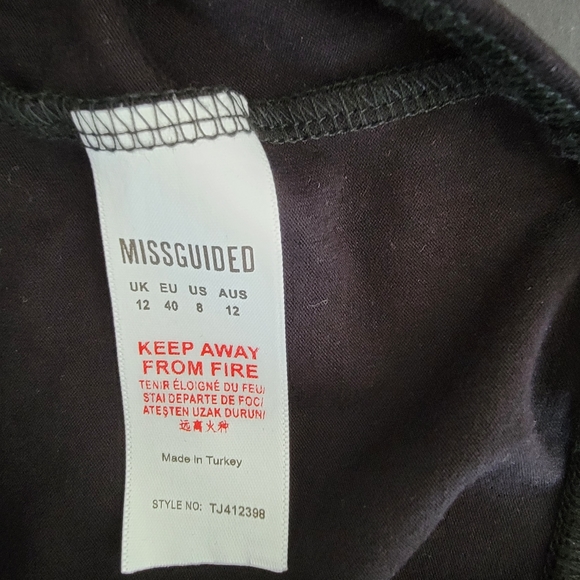 MISSGUIDED
UK EU US AUS
12 40 8 12
KEEP AWAY
FROM FIRE
TENIR ÉLOIGNÉ DU FEU/
STAI DEPARTE DE FOC/
ATEŞTEN UZAK DURUN/
远离火种
Made in Turkey
STYLE NO: TJ412398